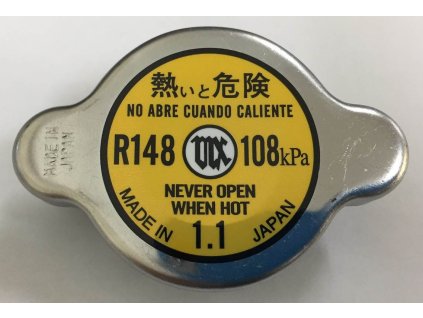 熱いと危険
NO ABRE CUANDO CALIENTE
R148 108kPa
NEVER OPEN
WHEN HOT
MADE IN 1.1 JAPAN
MADE IN
JAPAN